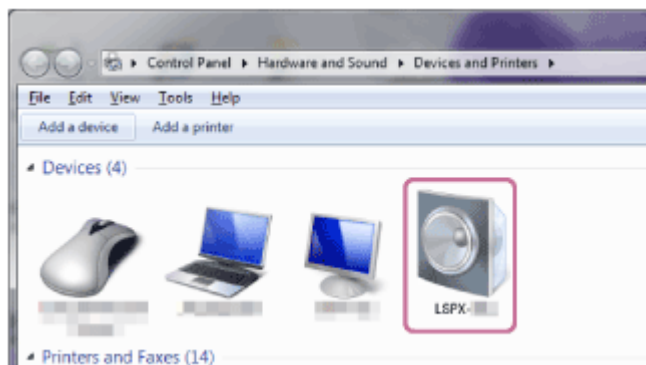 Control Panel ▸ Hardware and Sound ▸ Devices and Printers ▸
File Edit View Tools Help
Add a device Add a printer
Devices (4)
LSPX-
Printers and Faxes (14)